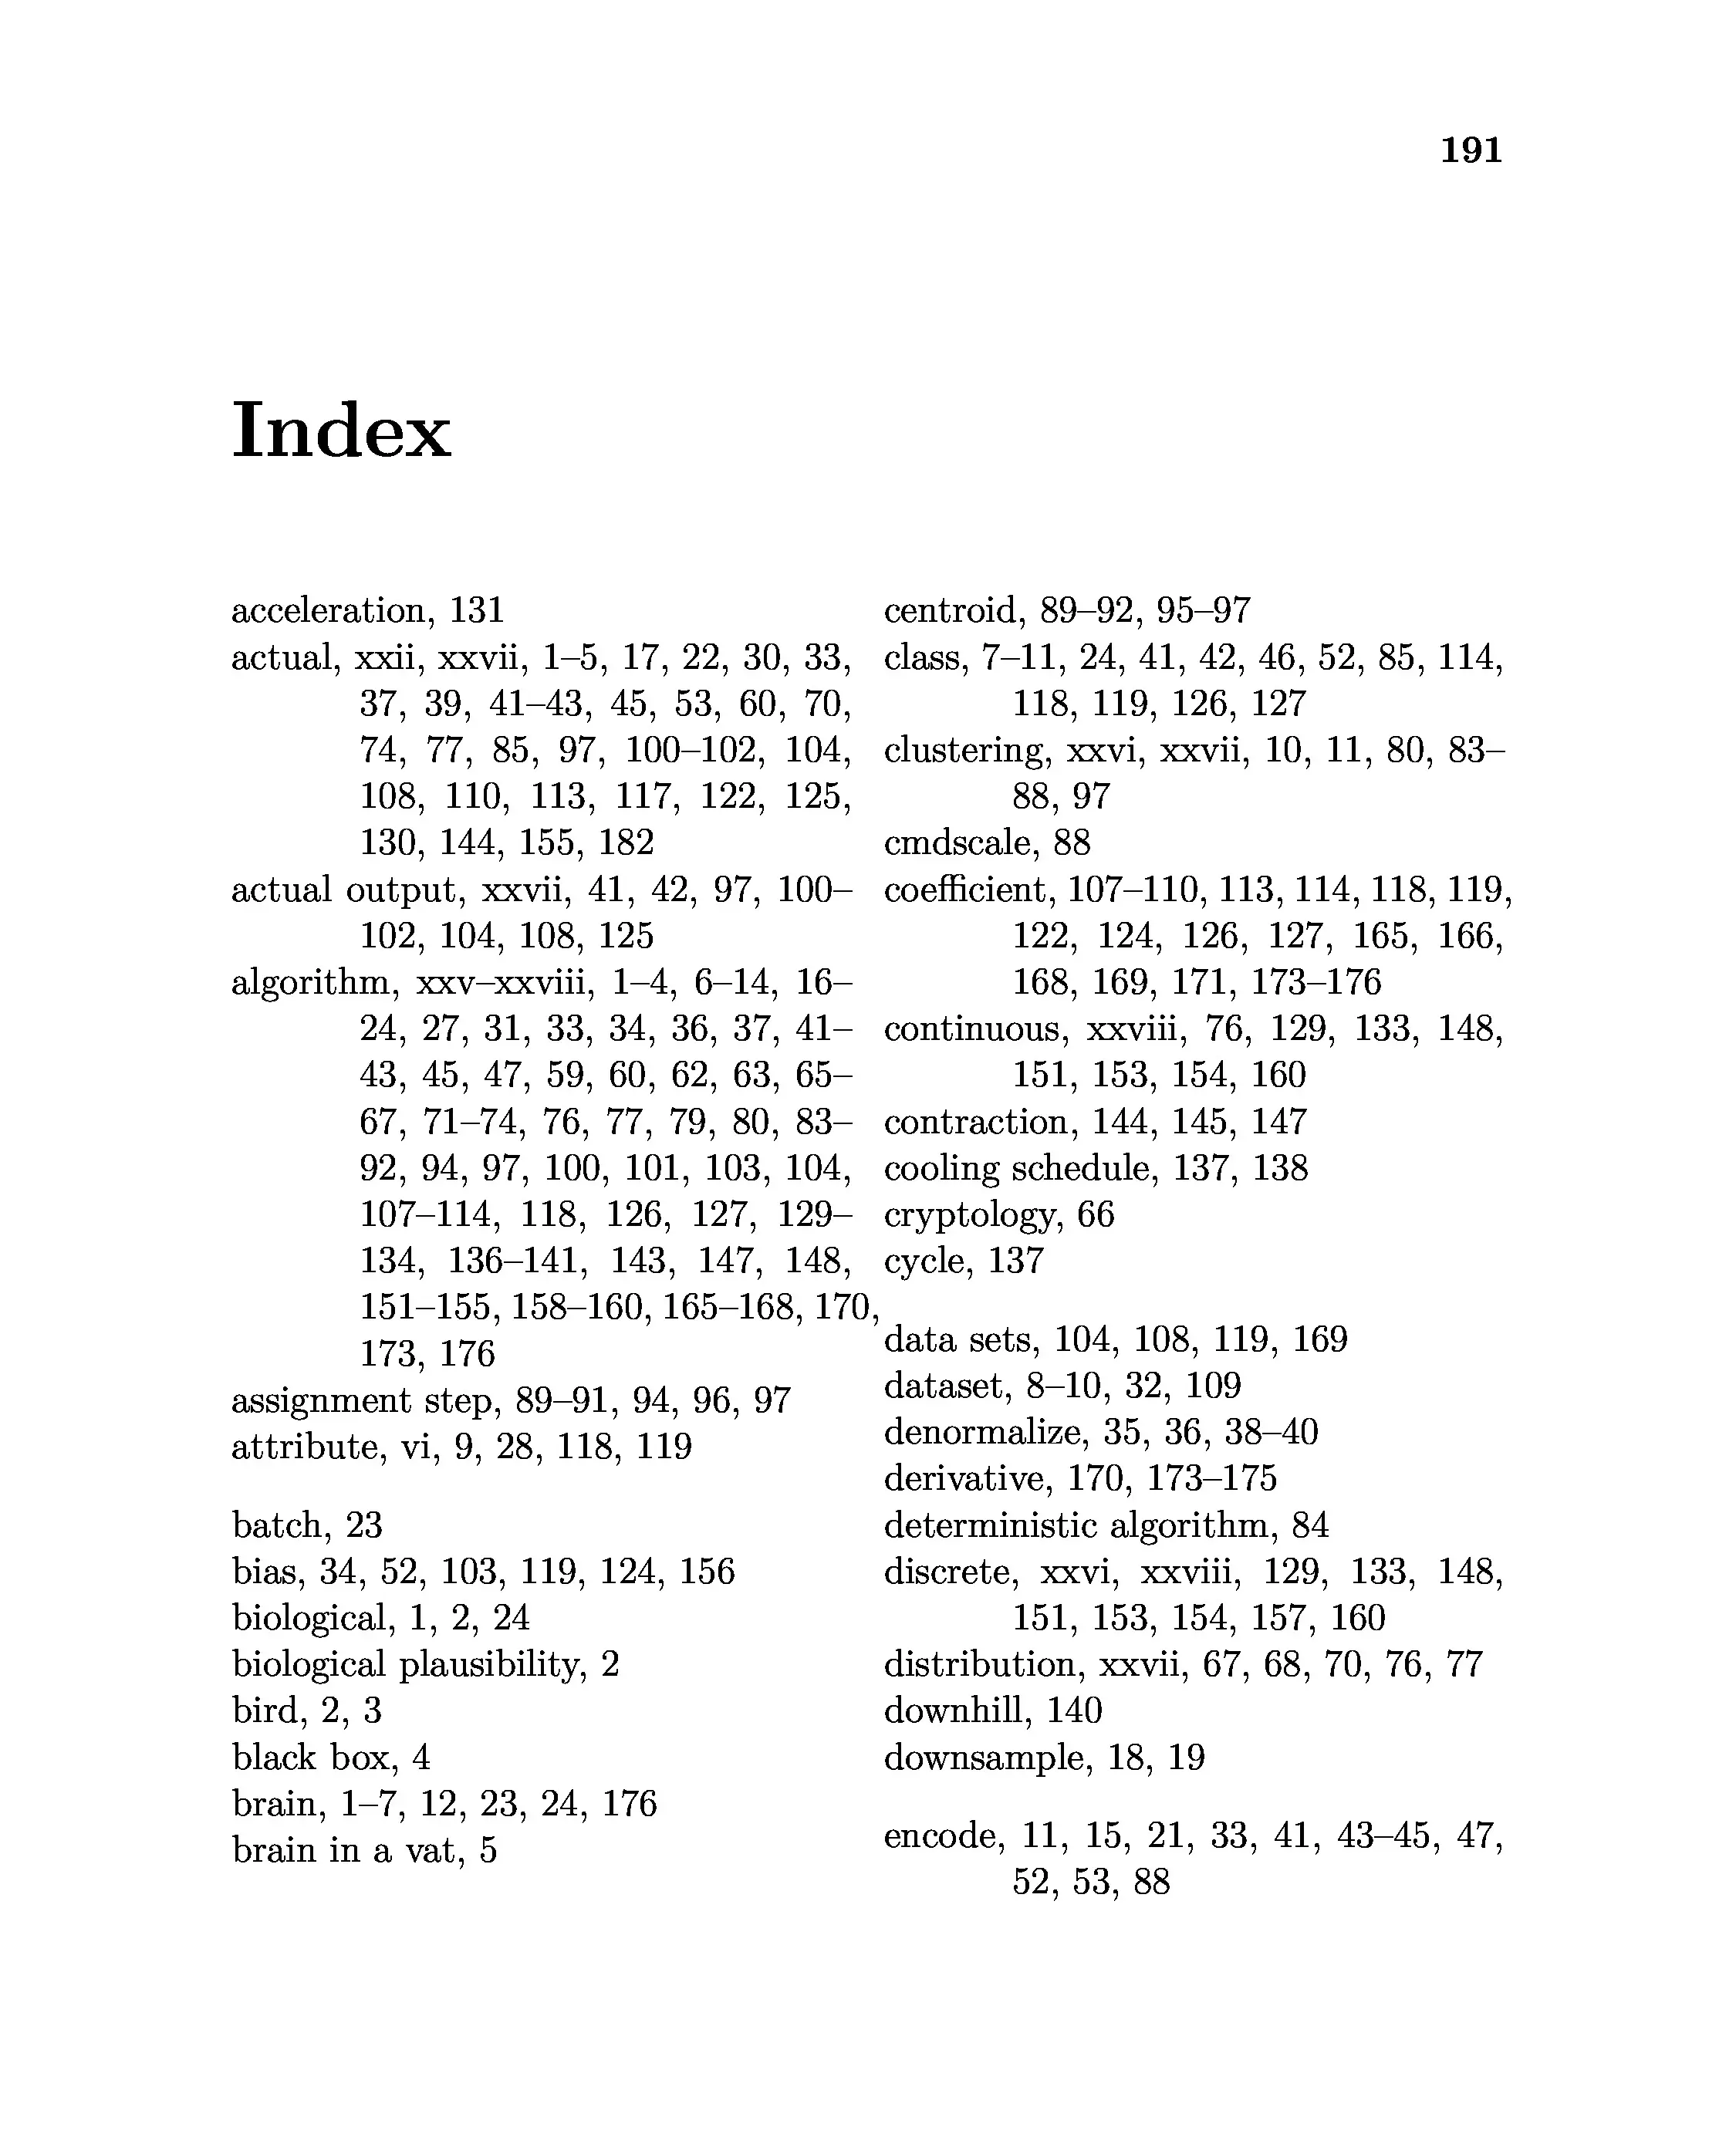 191
Index
acceleration, 131
actual, xxii, xxvii, 1–5, 17, 22, 30, 33,
37, 39, 41–43, 45, 53, 60, 70,
74, 77, 85, 97, 100–102, 104,
108, 110, 113, 117, 122, 125,
130, 144, 155, 182
actual output, xxvii, 41, 42, 97, 100–
102, 104, 108, 125
algorithm, xxv–xxviii, 1–4, 6–14, 16–
24, 27, 31, 33, 34, 36, 37, 41–
43, 45, 47, 59, 60, 62, 63, 65–
67, 71–74, 76, 77, 79, 80, 83–
92, 94, 97, 100, 101, 103, 104,
107–114, 118, 126, 127, 129–
134, 136–141, 143, 147, 148,
151–155, 158–160, 165–168, 170,
173, 176
assignment step, 89–91, 94, 96, 97
attribute, vi, 9, 28, 118, 119
batch, 23
bias, 34, 52, 103, 119, 124, 156
biological, 1, 2, 24
biological plausibility, 2
bird, 2, 3
black box, 4
brain, 1–7, 12, 23, 24, 176
brain in a vat, 5
centroid, 89–92, 95–97
class, 7–11, 24, 41, 42, 46, 52, 85, 114,
118, 119, 126, 127
clustering, xxvi, xxvii, 10, 11, 80, 83–
88, 97
cmdscale, 88
coefficient, 107–110, 113, 114, 118, 119,
122, 124, 126, 127, 165, 166,
168, 169, 171, 173–176
continuous, xxviii, 76, 129, 133, 148,
151, 153, 154, 160
contraction, 144, 145, 147
cooling schedule, 137, 138
cryptology, 66
cycle, 137
data sets, 104, 108, 119, 169
dataset, 8–10, 32, 109
denormalize, 35, 36, 38–40
derivative, 170, 173–175
deterministic algorithm, 84
discrete, xxvi, xxviii, 129, 133, 148,
151, 153, 154, 157, 160
distribution, xxvii, 67, 68, 70, 76, 77
downhill, 140
downsample, 18, 19
encode, 11, 15, 21, 33, 41, 43–45, 47,
52, 53, 88